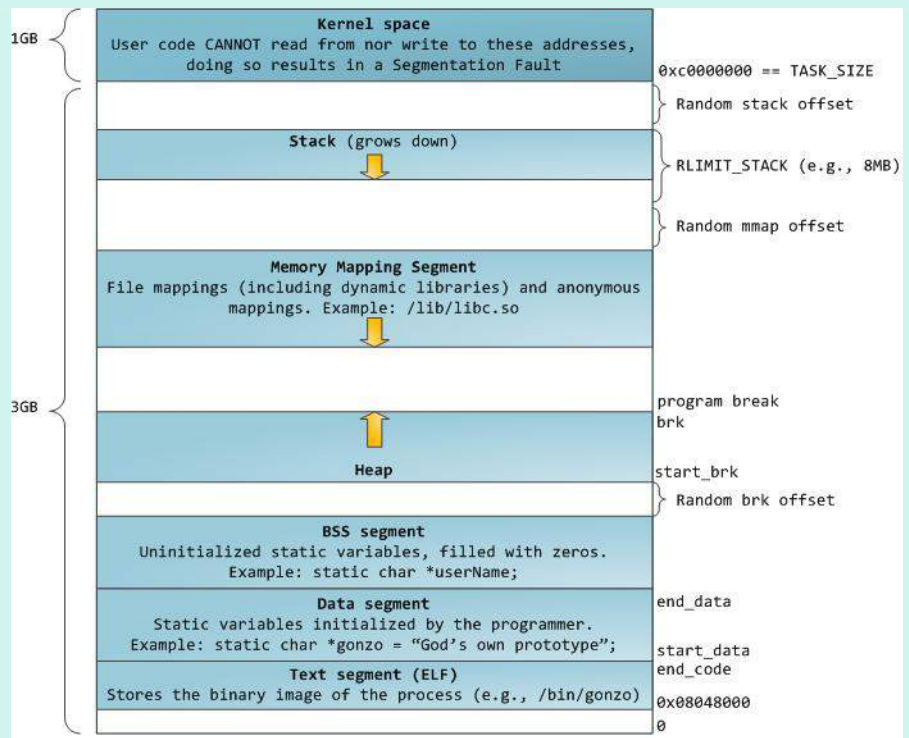 Kernel space
1GB
User code CANNOT read from nor write to these addresses,
doing so results in a Segmentation Fault
0xc0000000 == TASK_SIZE
Random stack offset
Stack (grows down)
RLIMIT_STACK (e.g., 8MB)
Random mmap offset
Memory Mapping Segment
File mappings (including dynamic libraries) and anonymous
mappings. Example: /lib/libc.so
3GB
program break
brk
Heap
start_brk
Random brk offset
BSS segment
Uninitialized static variables, filled with zeros.
Example: static char *userName;
Data segment
end_data
Static variables initialized by the programmer.
Example: static char *gonzo = “God's own prototype”;
start_data
end_code
Text segment (ELF)
Stores the binary image of the process (e.g., /bin/gonzo)
0x08048000
0